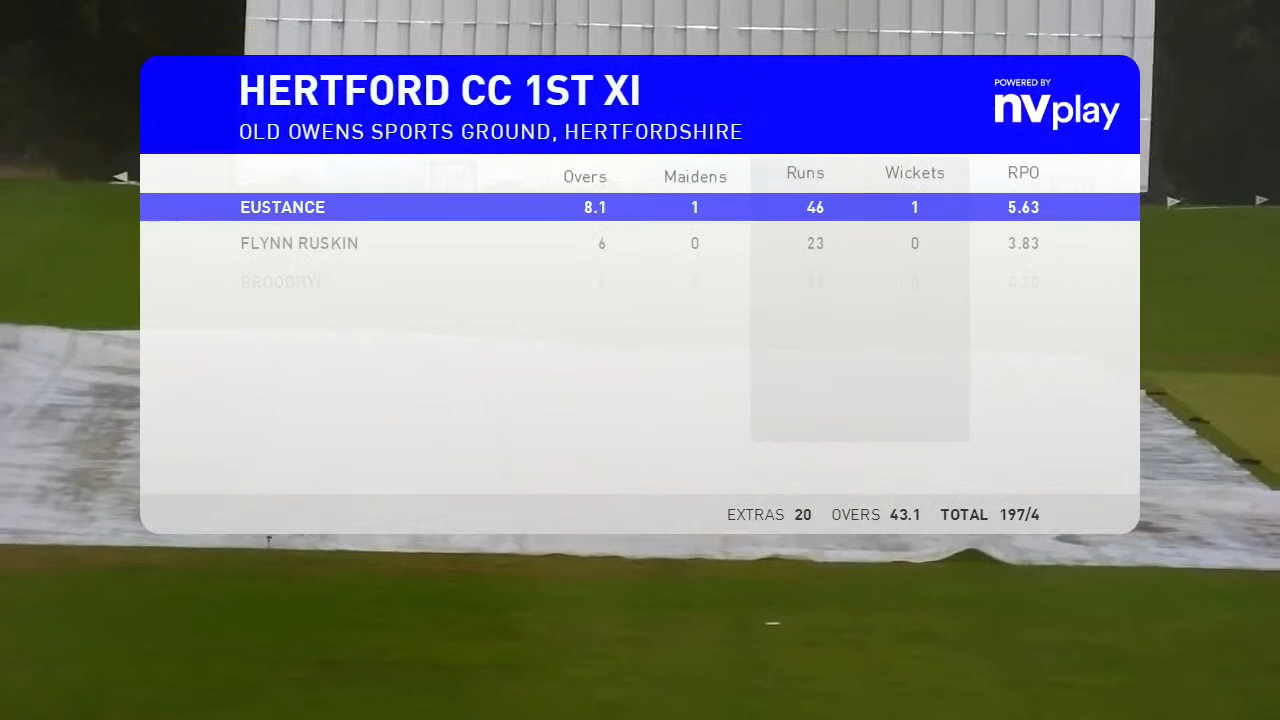 HERTFORD CC 1ST XI
POWERED BY
nvplay
OLD OWENS SPORTS GROUND, HERTFORDSHIRE
Overs Maidens Runs Wickets RPO
EUSTANCE 8.1 1 46 1 5.63
FLYNN RUSKIN 6 0 23 0 3.83
EXTRAS 20 OVERS 43.1 TOTAL 197/4